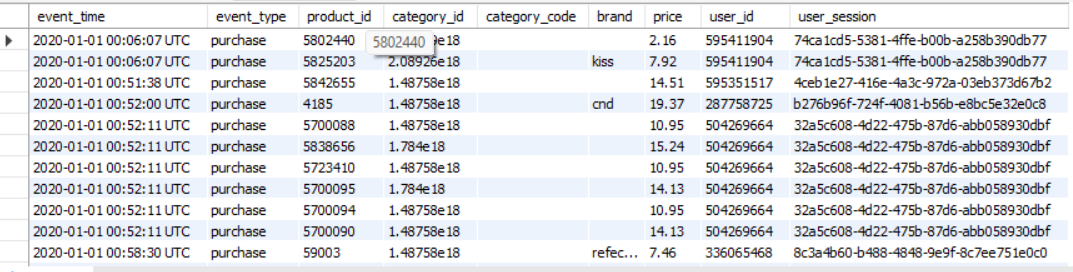 event_time event_type product_id category_id category_code brand price user_id user_session
2020-01-01 00:06:07 UTC purchase 5802440 5802440 9e18 2.16 595411904 74ca1cd5-5381-4ffe-b00b-a258b390db77
2020-01-01 00:06:07 UTC purchase 5825203 2.08926e18 kiss 7.92 595411904 74ca1cd5-5381-4ffe-b00b-a258b390db77
2020-01-01 00:51:38 UTC purchase 5842655 1.48758e18 14.51 595351517 4ceb1e27-416e-4a3c-972a-03eb373d67b2
2020-01-01 00:52:00 UTC purchase 4185 1.48758e18 cnd 19.37 287758725 b276b96f-724f-4081-b56b-e8bc5e32e0c8
2020-01-01 00:52:11 UTC purchase 5700088 1.48758e18 10.95 504269664 32a5c608-4d22-475b-87d6-abb058930dbf
2020-01-01 00:52:11 UTC purchase 5838656 1.784e18 15.24 504269664 32a5c608-4d22-475b-87d6-abb058930dbf
2020-01-01 00:52:11 UTC purchase 5723410 1.48758e18 10.95 504269664 32a5c608-4d22-475b-87d6-abb058930dbf
2020-01-01 00:52:11 UTC purchase 5700095 1.784e18 14.13 504269664 32a5c608-4d22-475b-87d6-abb058930dbf
2020-01-01 00:52:11 UTC purchase 5700094 1.48758e18 10.95 504269664 32a5c608-4d22-475b-87d6-abb058930dbf
2020-01-01 00:52:11 UTC purchase 5700090 1.48758e18 14.13 504269664 32a5c608-4d22-475b-87d6-abb058930dbf
2020-01-01 00:58:30 UTC purchase 59003 1.48758e18 refec... 7.46 336065468 8c3a4b60-b488-4848-9e9f-8c7ee751e0c0